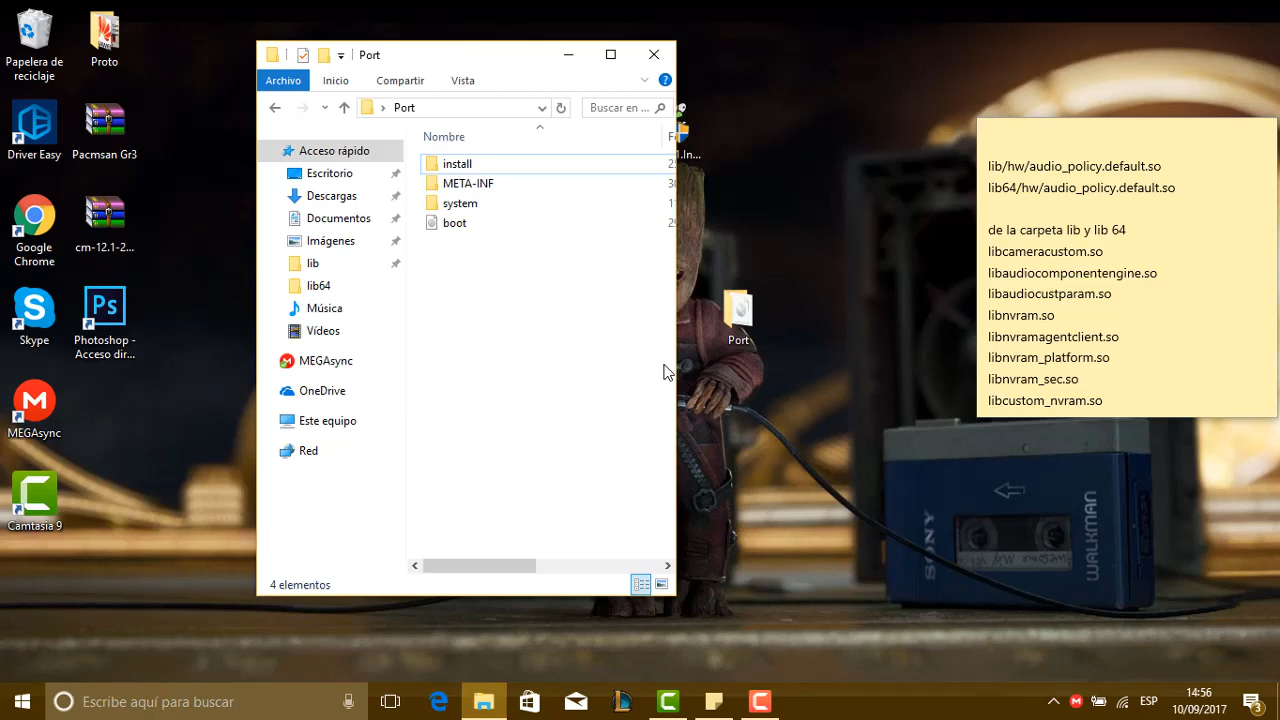 Papelera de
reciclaje
Proto
Driver Easy
Pacmsan Gr3
Google
Chrome
cm-12.1-2...
Skype
Photoshop -
Acceso dir...
MEGAsync
Camtasia 9
Port
Archivo
Inicio
Compartir
Vista
Port
Buscar en ...
Nombre
Acceso rápido
Escritorio
Descargas
Documentos
Imágenes
lib
lib64
Música
Vídeos
MEGAsync
OneDrive
Este equipo
Red
install
META-INF
system
boot
4 elementos
1.In...
Port
lib/hw/audio_policy.default.so
lib64/hw/audio_policy.default.so
de la carpeta lib y lib 64
libcameracustom.so
libaudiocomponentengine.so
libaudiocustparam.so
libnvram.so
libnvramagentclient.so
libnvram_platform.so
libnvram_sec.so
libcustom_nvram.so
SONY
WALKMAN
Escribe aquí para buscar
ESP
14:56
10/09/2017
3